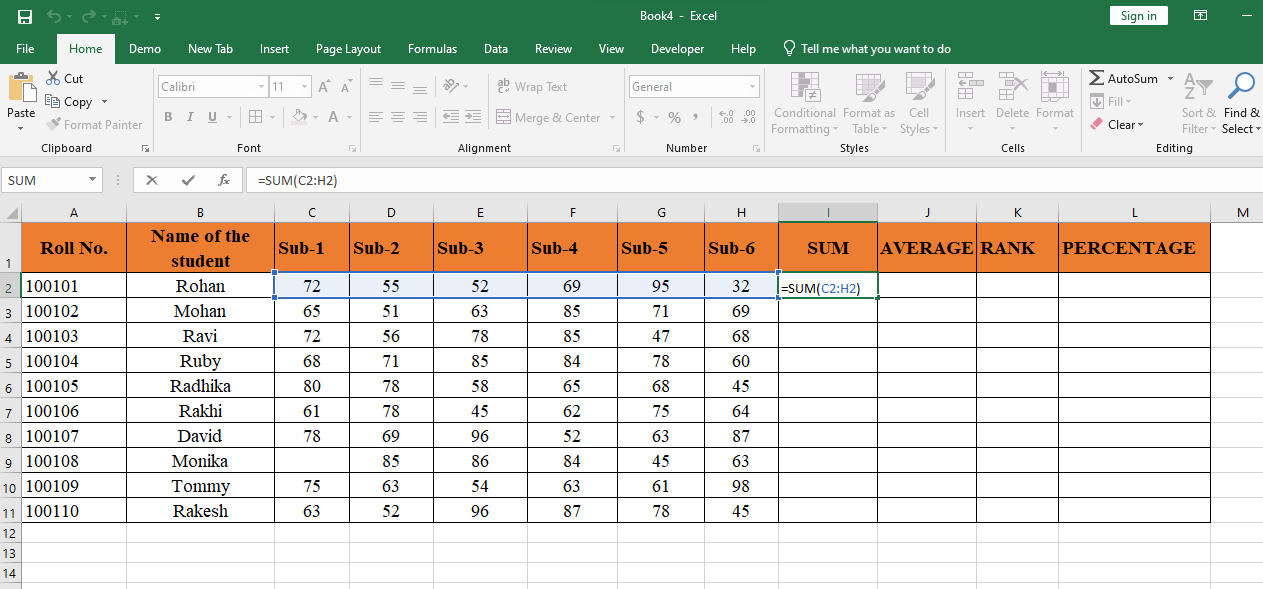 Book4 - Excel
Sign in
File Home Demo New Tab Insert Page Layout Formulas Data Review View Developer Help Tell me what you want to do
Paste
Cut
Copy
Format Painter
Clipboard
Calibri 11 A A
B I U A
Font
ab Wrap Text
Merge & Center
Alignment
General
$ % , .00 .00
Number
Conditional Formatting
Format as Table
Cell Styles
Styles
Insert Delete Format
Cells
Σ AutoSum
Fill
Clear
Sort & Filter
Find & Select
Editing
SUM fx =SUM(C2:H2)
A B C D E F G H I J K L M
1 Roll No. Name of the student Sub-1 Sub-2 Sub-3 Sub-4 Sub-5 Sub-6 SUM AVERAGE RANK PERCENTAGE
2 100101 Rohan 72 55 52 69 95 32 =SUM(C2:H2)
3 100102 Mohan 65 51 63 85 71 69
4 100103 Ravi 72 56 78 85 47 68
5 100104 Ruby 68 71 85 84 78 60
6 100105 Radhika 80 78 58 65 68 45
7 100106 Rakhi 61 78 45 62 75 64
8 100107 David 78 69 96 52 63 87
9 100108 Monika 85 86 84 45 63
10 100109 Tommy 75 63 54 63 61 98
11 100110 Rakesh 63 52 96 87 78 45
12
13
14